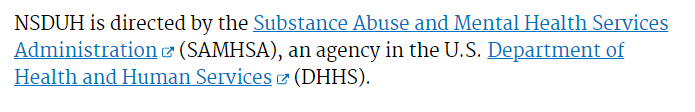 NSDUH is directed by the Substance Abuse and Mental Health Services
Administration (SAMHSA), an agency in the U.S. Department of
Health and Human Services (DHHS).